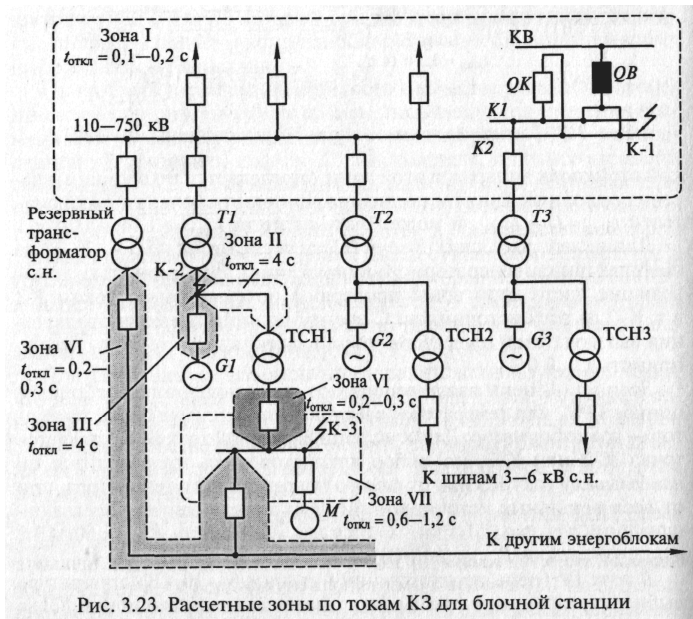 Зона I
tоткл = 0,1—0,2 с
КВ
QK
QB
110—750 кВ
K1
K2
К-1
Резервный
транс-
форматор
с.н.
T1
T2
T3
Зона II
tоткл = 4 с
К-2
ТСН1
ТСН3
G1
G2
G3
Зона VI
tоткл = 0,2—
0,3 с
Зона VI
tоткл = 0,2—0,3 с
Зона III
tоткл = 4 с
К-3
К шинам 3—6 кВ с.н.
M
Зона VII
tоткл = 0,6—1,2 с
К другим энергоблокам
Рис. 3.23. Расчетные зоны по токам КЗ для блочной станции